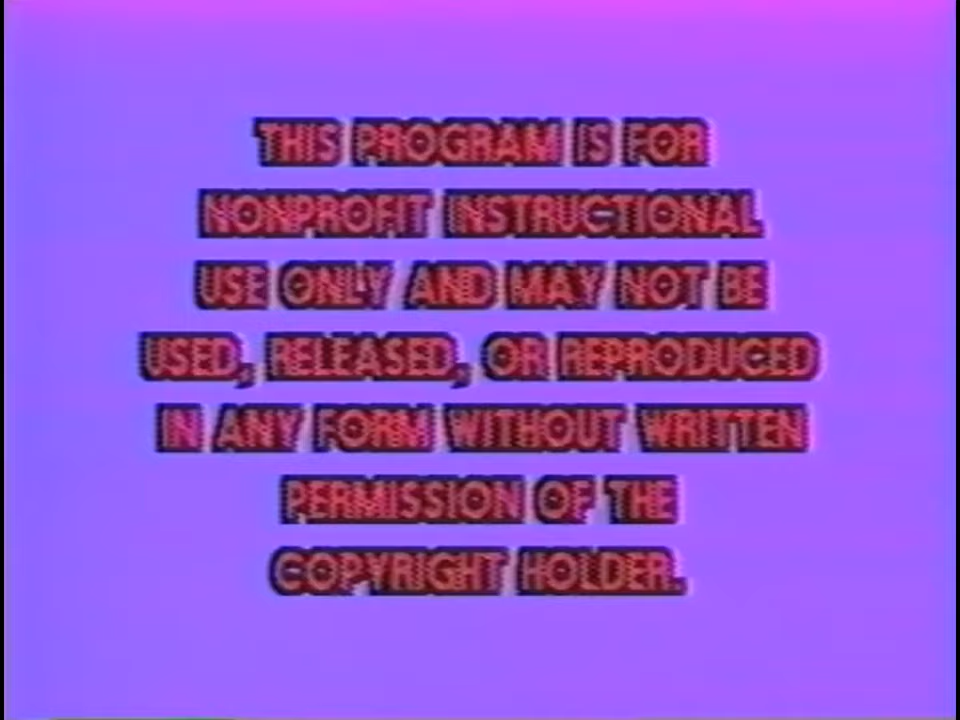 THIS PROGRAM IS FOR
NONPROFIT INSTRUCTIONAL
USE ONLY AND MAY NOT BE
USED, RELEASED, OR REPRODUCED
IN ANY FORM WITHOUT WRITTEN
PERMISSION OF THE
COPYRIGHT HOLDER.